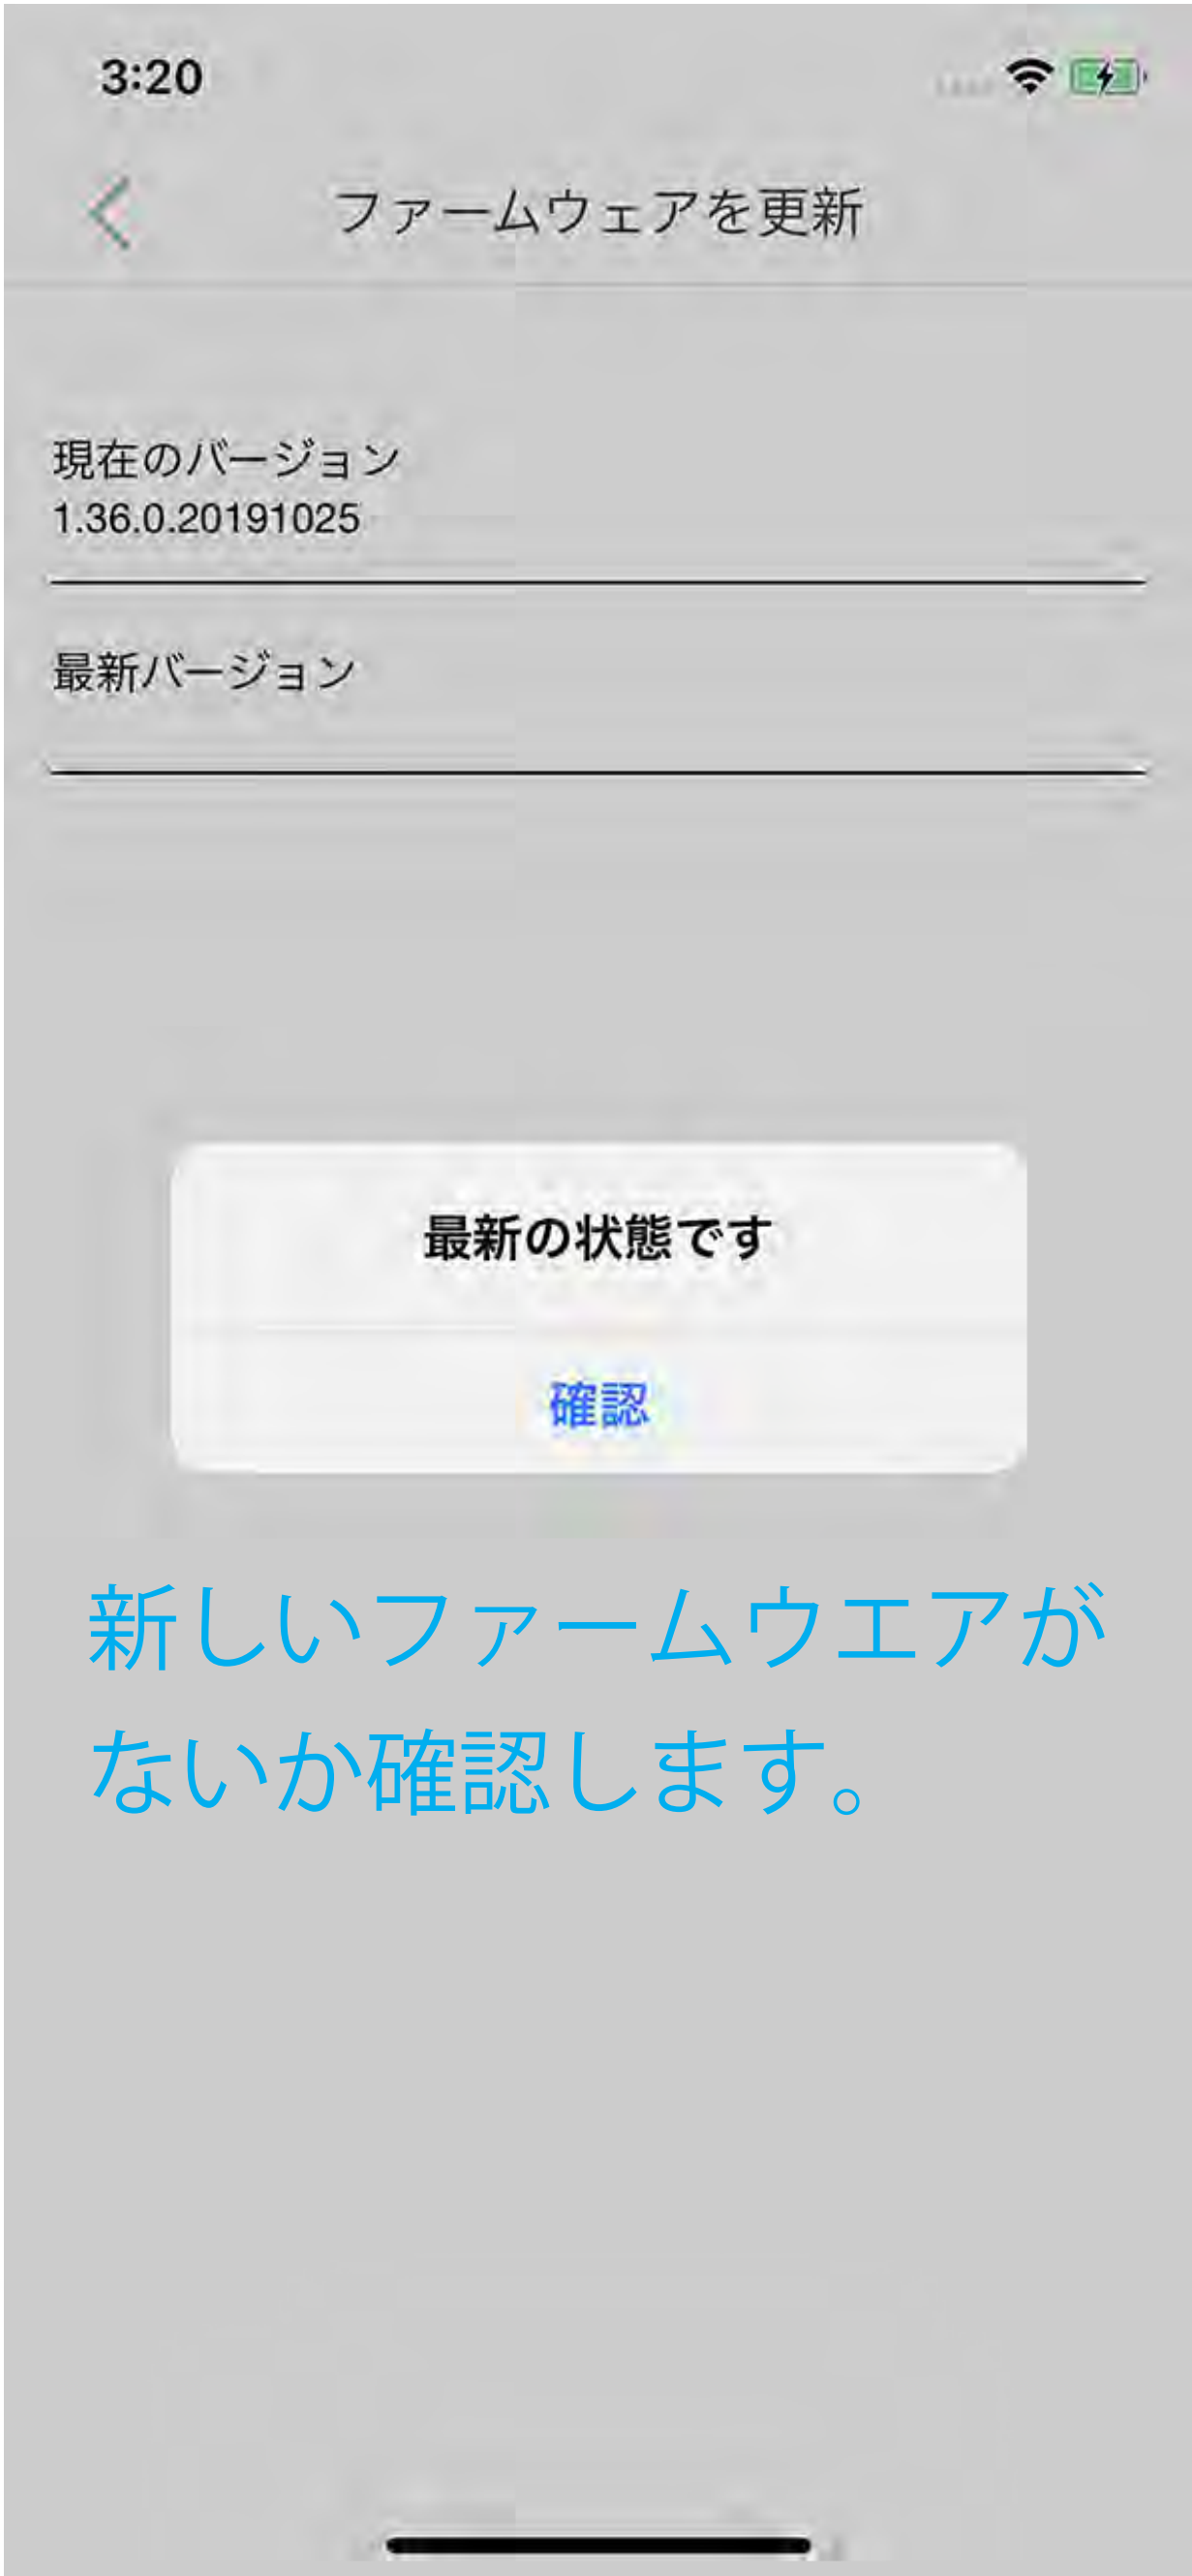 3:20
ファームウェアを更新
現在のバージョン
1.36.0.20191025
最新バージョン
最新の状態です
確認
新しいファームウエアが
ないか確認します。